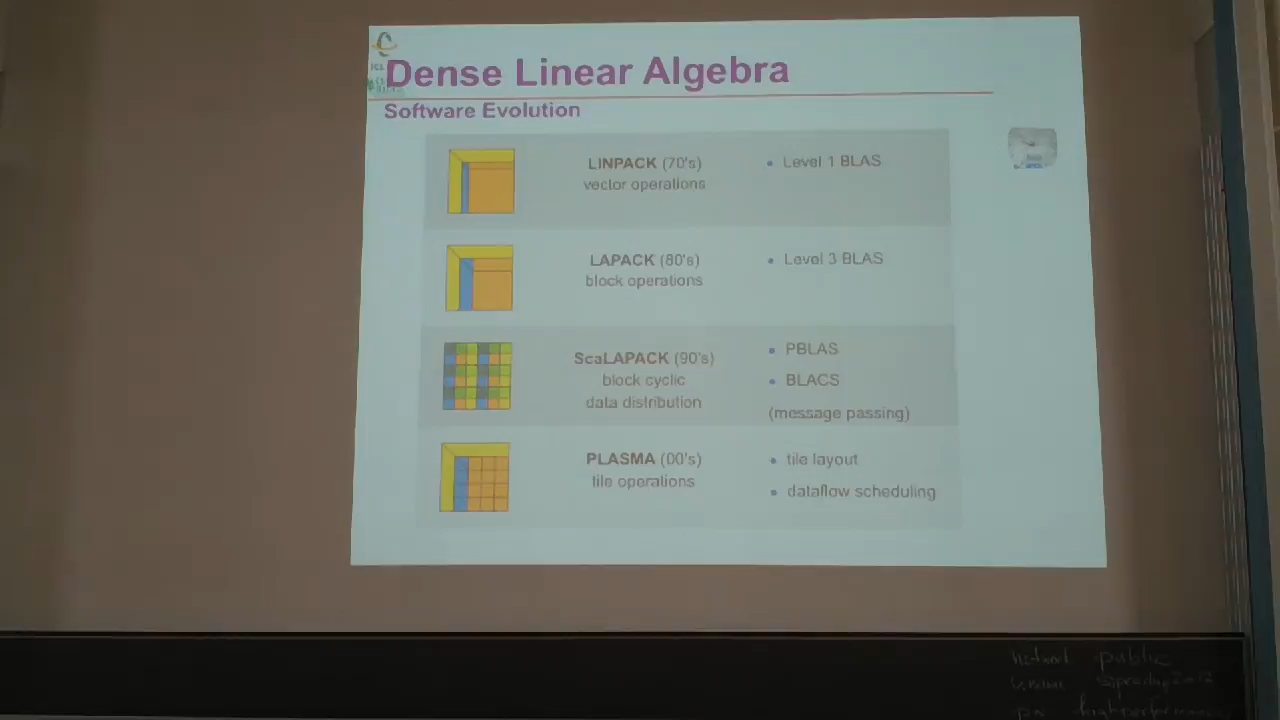 ICL
Dense Linear Algebra
Software Evolution
LINPACK (70's)
vector operations
• Level 1 BLAS
LAPACK (80's)
block operations
• Level 3 BLAS
ScaLAPACK (90's)
block cyclic
data distribution
• PBLAS
• BLACS
(message passing)
PLASMA (00's)
tile operations
• tile layout
• dataflow scheduling
network public